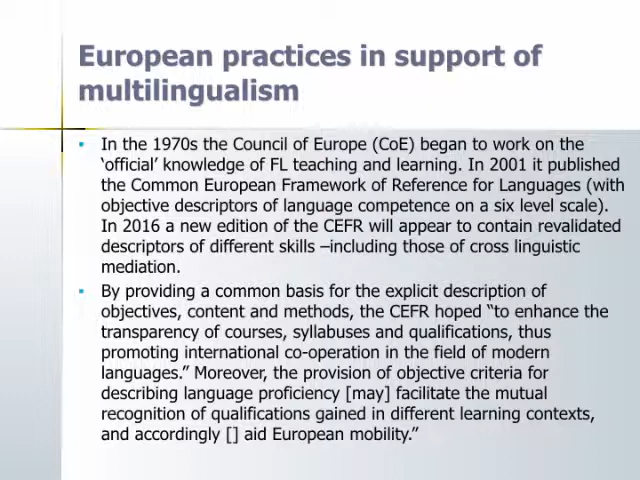 European practices in support of
multilingualism
▪ In the 1970s the Council of Europe (CoE) began to work on the
‘official’ knowledge of FL teaching and learning. In 2001 it published
the Common European Framework of Reference for Languages (with
objective descriptors of language competence on a six level scale).
In 2016 a new edition of the CEFR will appear to contain revalidated
descriptors of different skills –including those of cross linguistic
mediation.
▪ By providing a common basis for the explicit description of
objectives, content and methods, the CEFR hoped “to enhance the
transparency of courses, syllabuses and qualifications, thus
promoting international co-operation in the field of modern
languages.” Moreover, the provision of objective criteria for
describing language proficiency [may] facilitate the mutual
recognition of qualifications gained in different learning contexts,
and accordingly [] aid European mobility.”